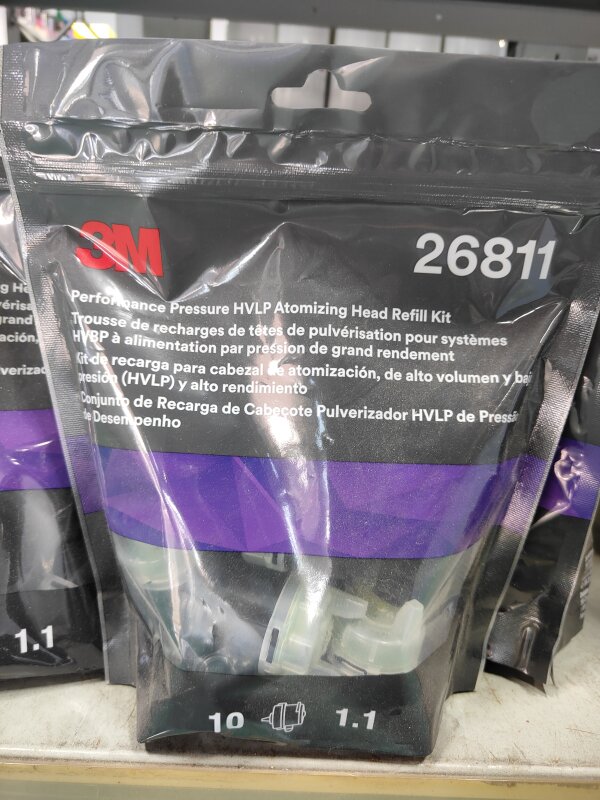 3M
26811
Performance Pressure HVLP Atomizing Head Refill Kit
Trousse de recharges de têtes de pulvérisation pour systèmes
HVBP à alimentation par pression de grand rendement
Kit de recarga para cabezal de atomización, de alto volumen y
presión (HVLP) y alto rendimiento
Conjunto de Recarga de Cabeçote Pulverizador HVLP de
de Desempenho
10 1.1
1.1